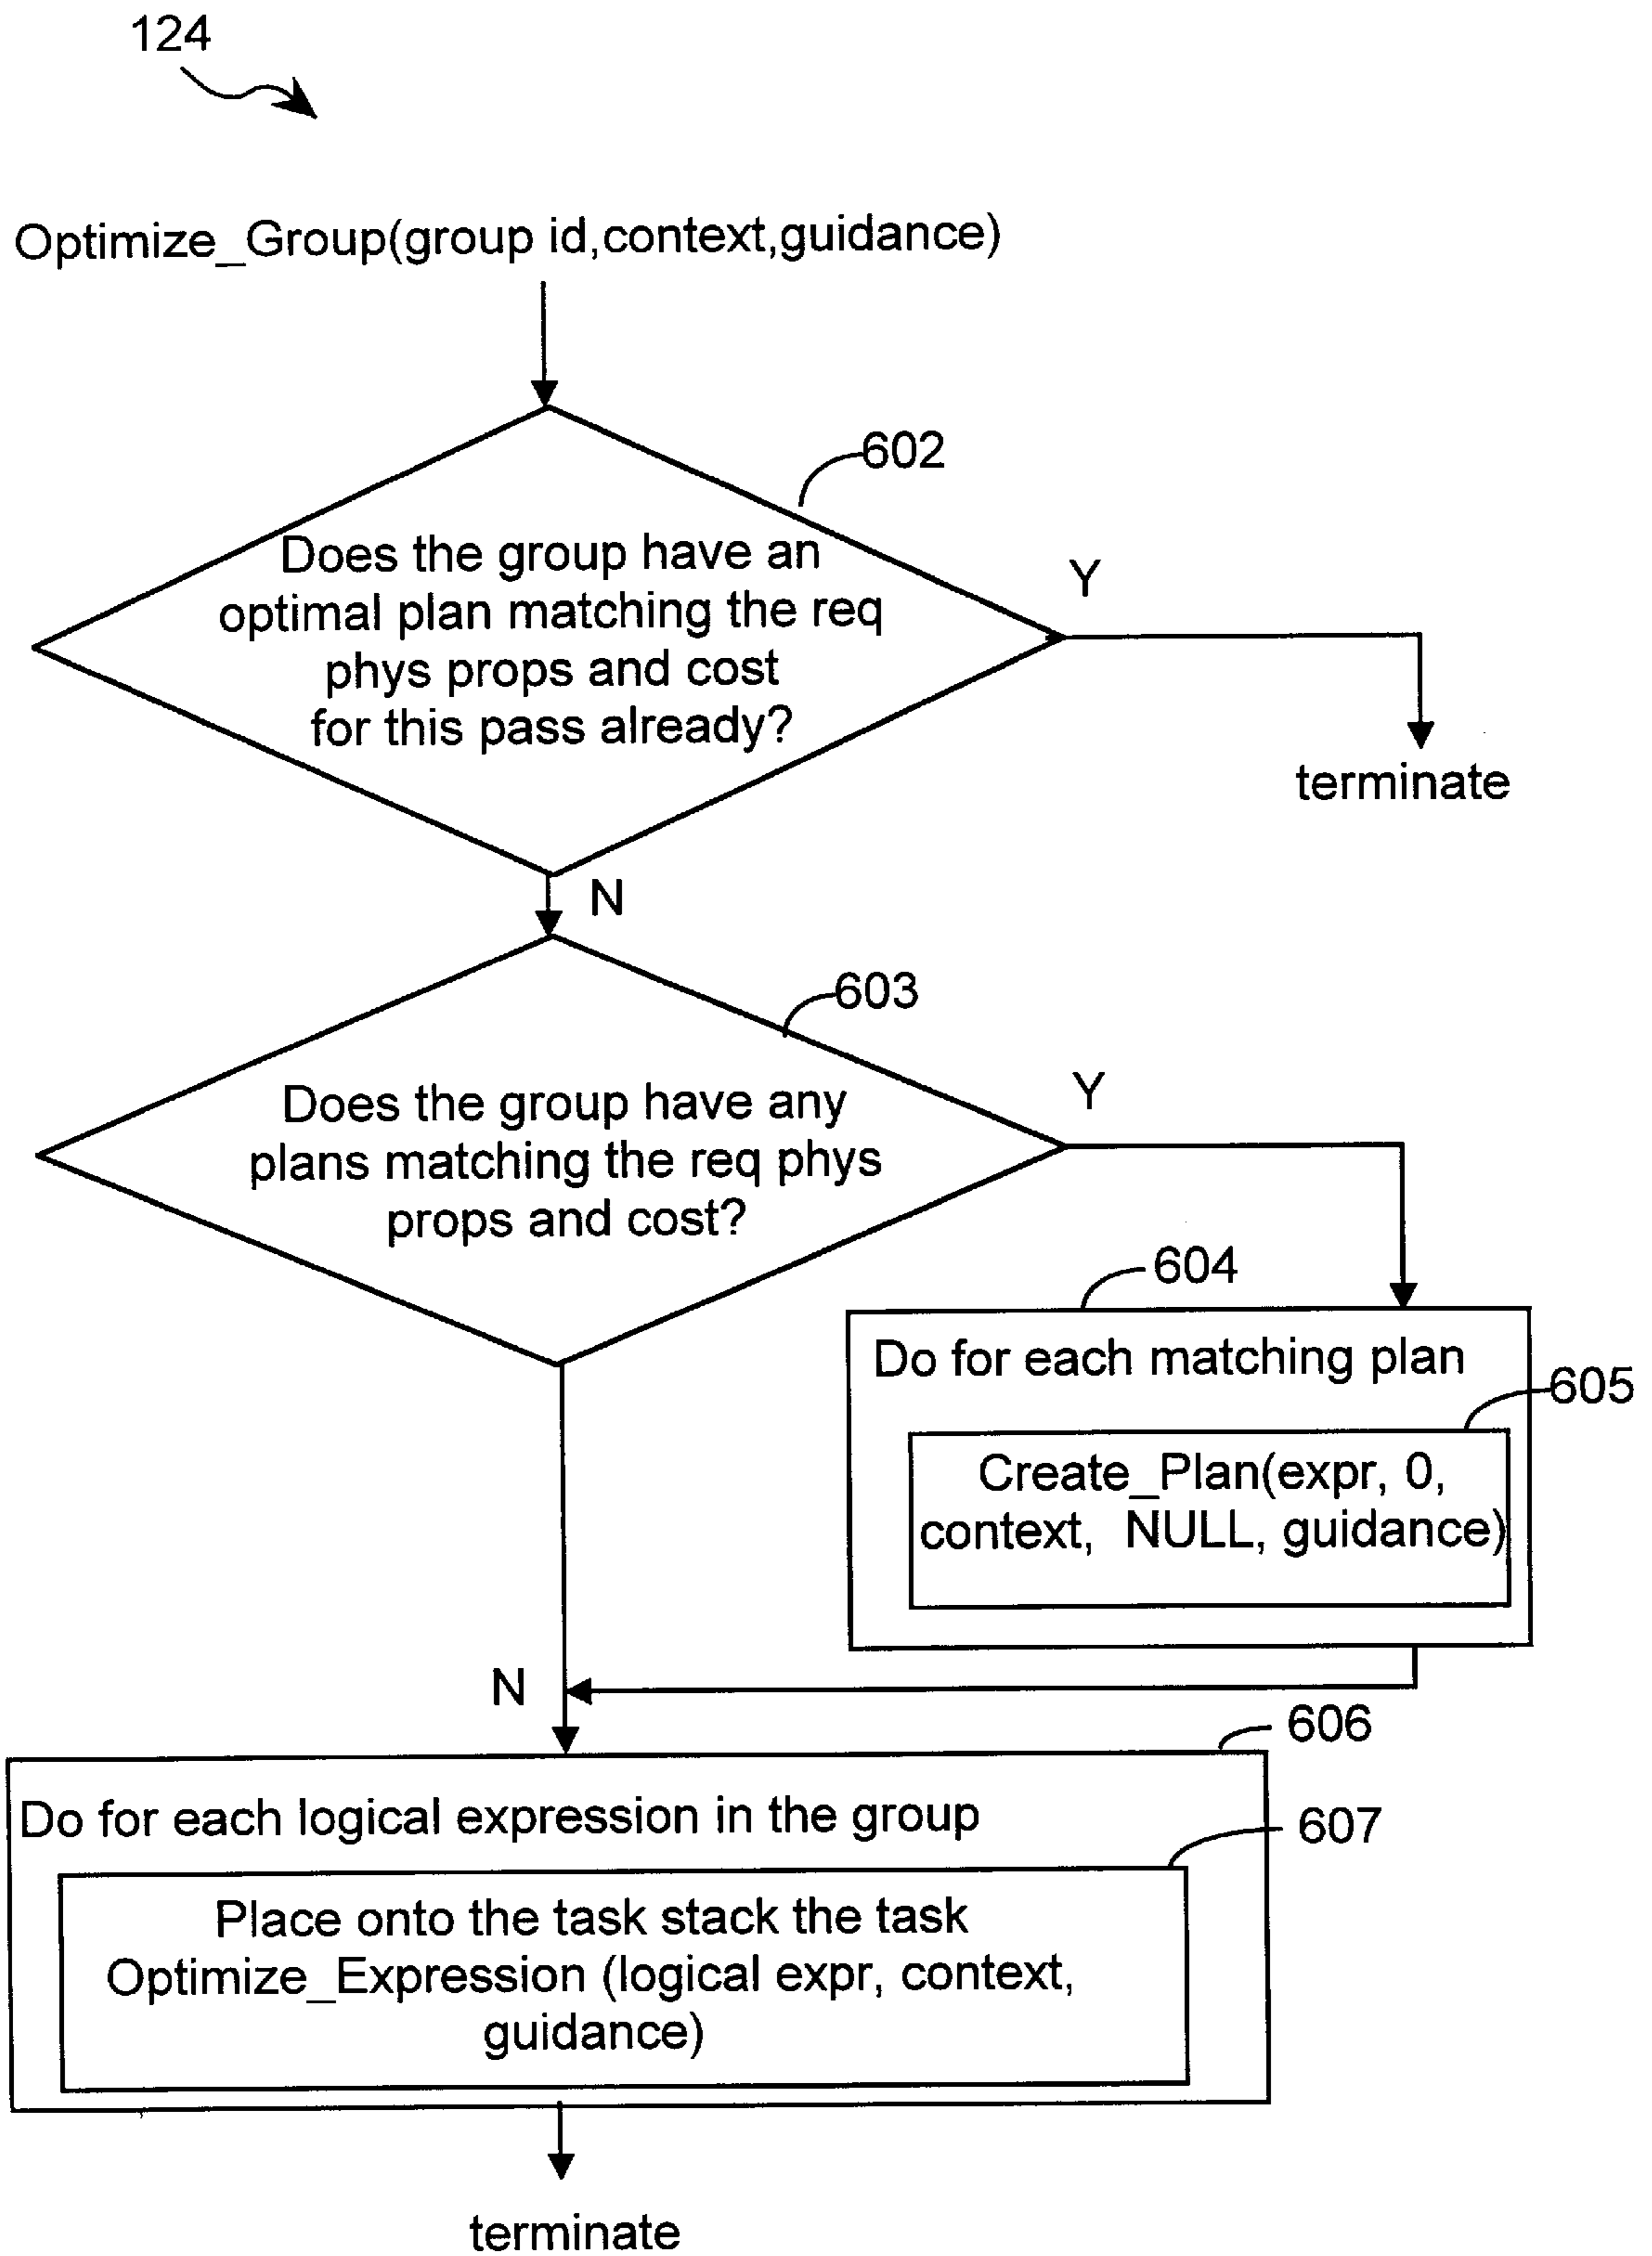 124
Optimize_Group(group id,context,guidance)
602
Does the group have an
optimal plan matching the req
phys props and cost
for this pass already?
Y
terminate
N
603
Does the group have any
plans matching the req phys
props and cost?
Y
604
Do for each matching plan
605
Create_Plan(expr, 0,
context, NULL, guidance)
N
606
Do for each logical expression in the group
607
Place onto the task stack the task
Optimize_Expression (logical expr, context,
guidance)
terminate